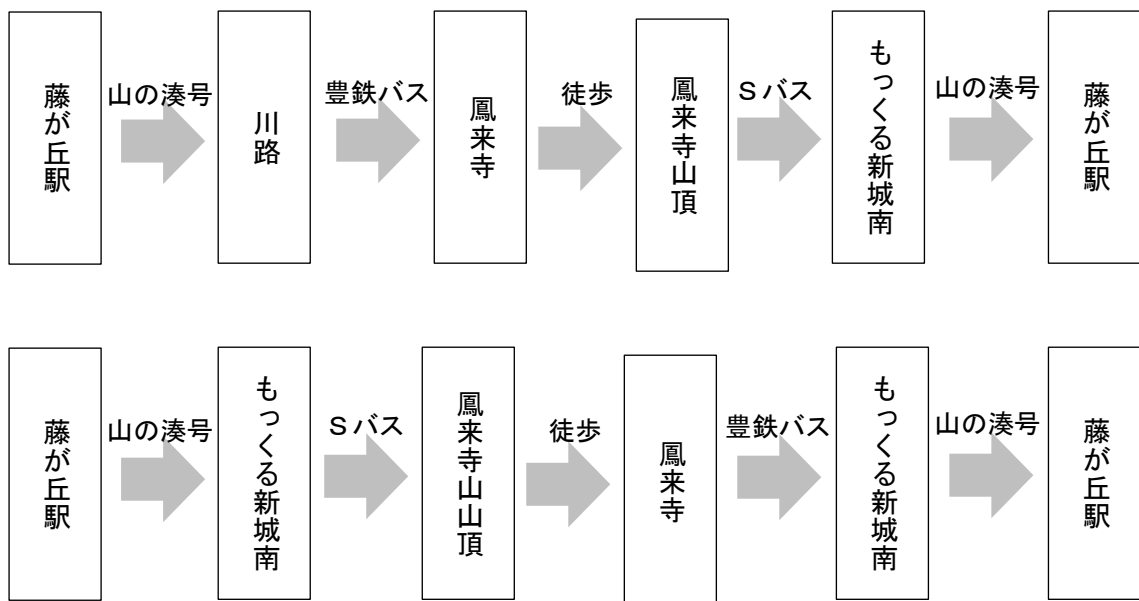 藤が丘駅
山の湊号
川路
豊鉄バス
鳳来寺
徒歩
鳳来寺山頂
Sバス
もっくる新城南
山の湊号
藤が丘駅
藤が丘駅
山の湊号
もっくる新城南
Sバス
鳳来寺山山頂
徒歩
鳳来寺
豊鉄バス
もっくる新城南
山の湊号
藤が丘駅